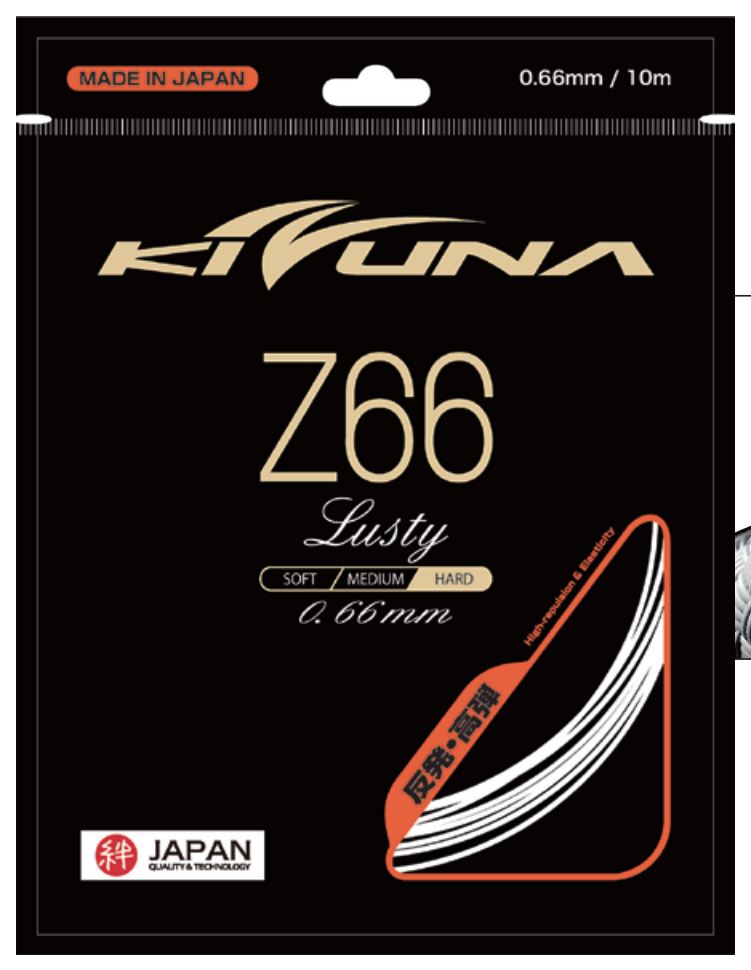 MADE IN JAPAN
0.66mm / 10m
KIZUNA
Z66
Lusty
SOFT / MEDIUM / HARD
0.66mm
High-repulsion & Elasticity
反発・高弾
絆 JAPAN
QUALITY & TECHNOLOGY